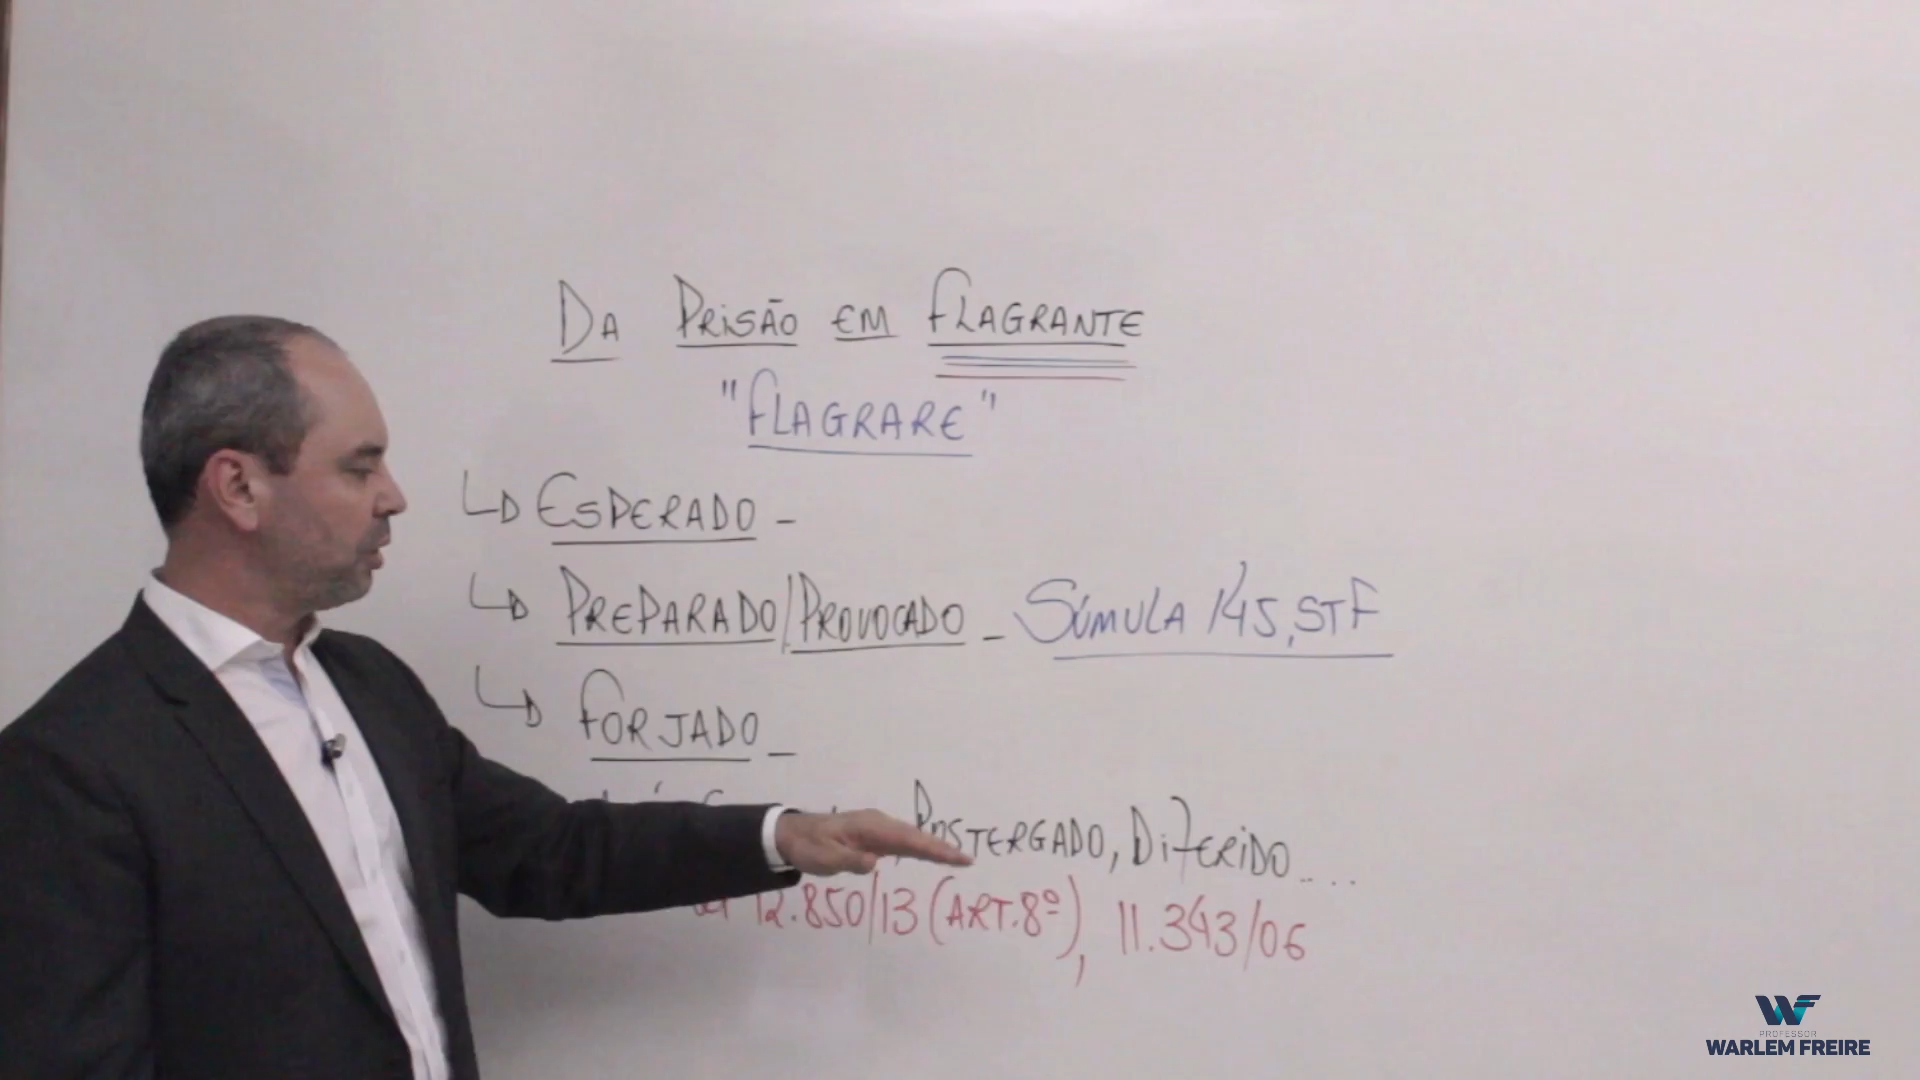 DA PRISÃO EM FLAGRANTE
"FLAGRARE"
ESPERADO -
PREPARADO/PROVOCADO - SÚMULA 145, STF
FORJADO -
POSTERGADO, DIFERIDO....
12.850/13 (ART. 8º), 11.343/06
WF
PROFESSOR
WARLEM FREIRE